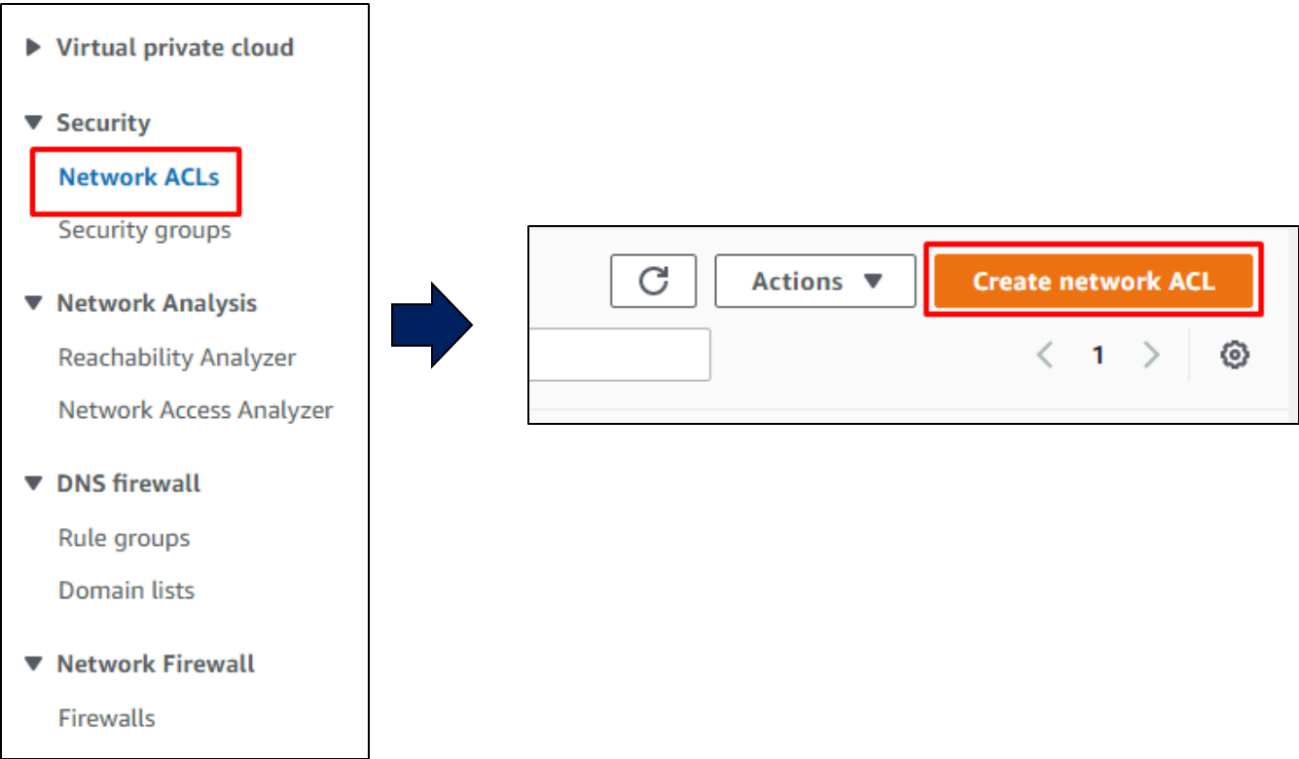 Virtual private cloud
Security
Network ACLs
Security groups
Network Analysis
Reachability Analyzer
Network Access Analyzer
DNS firewall
Rule groups
Domain lists
Network Firewall
Firewalls
Actions
Create network ACL
1